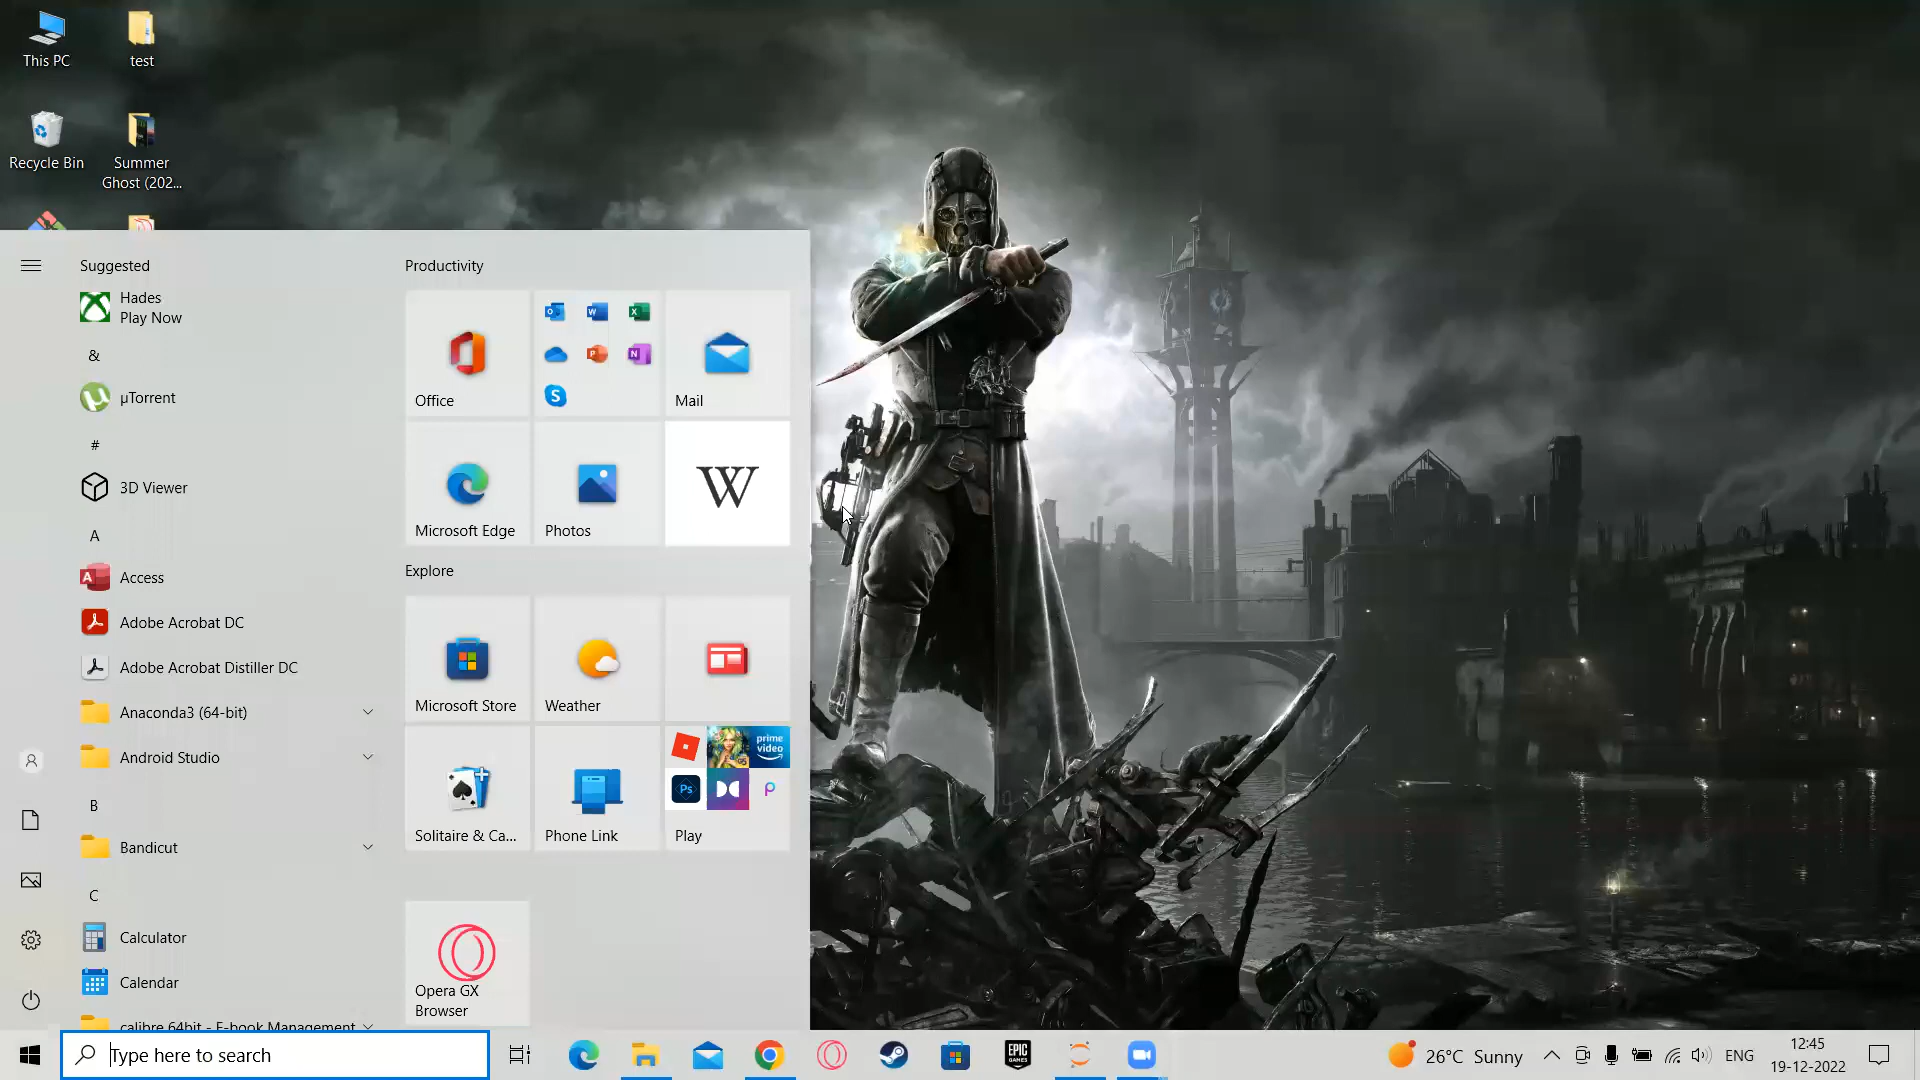 This PC
test
Recycle Bin
Summer
Ghost (202...
Suggested
Hades
Play Now
&
µTorrent
#
3D Viewer
A
Access
Adobe Acrobat DC
Adobe Acrobat Distiller DC
Anaconda3 (64-bit)
Android Studio
B
Bandicut
C
Calculator
Calendar
calibre 64bit - E-book Management
Productivity
Office
Mail
Microsoft Edge
Photos
W
Explore
Microsoft Store
Weather
prime
video
Ps
Solitaire & Ca...
Phone Link
Play
Opera GX
Browser
Type here to search
EPIC
GAMES
26°C Sunny
ENG
12:45
19-12-2022